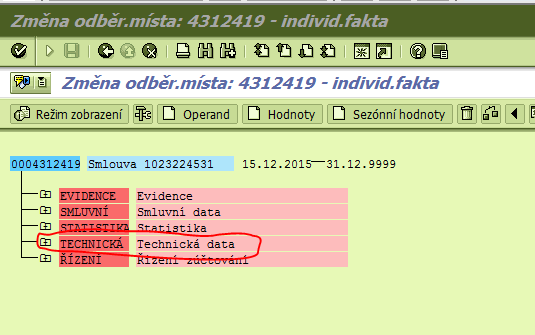 Změna odběr.místa: 4312419 - individ.fakta
Změna odběr.místa: 4312419 - individ.fakta
Režim zobrazení Operand Hodnoty Sezónní hodnoty
0004312419 Smlouva 1023224531 15.12.2015 31.12.9999
EVIDENCE Evidence
SMLUVNÍ Smluvní data
STATISTIKA Statistika
TECHNICKÁ Technická data
ŘÍZENÍ Řízení zúčtování